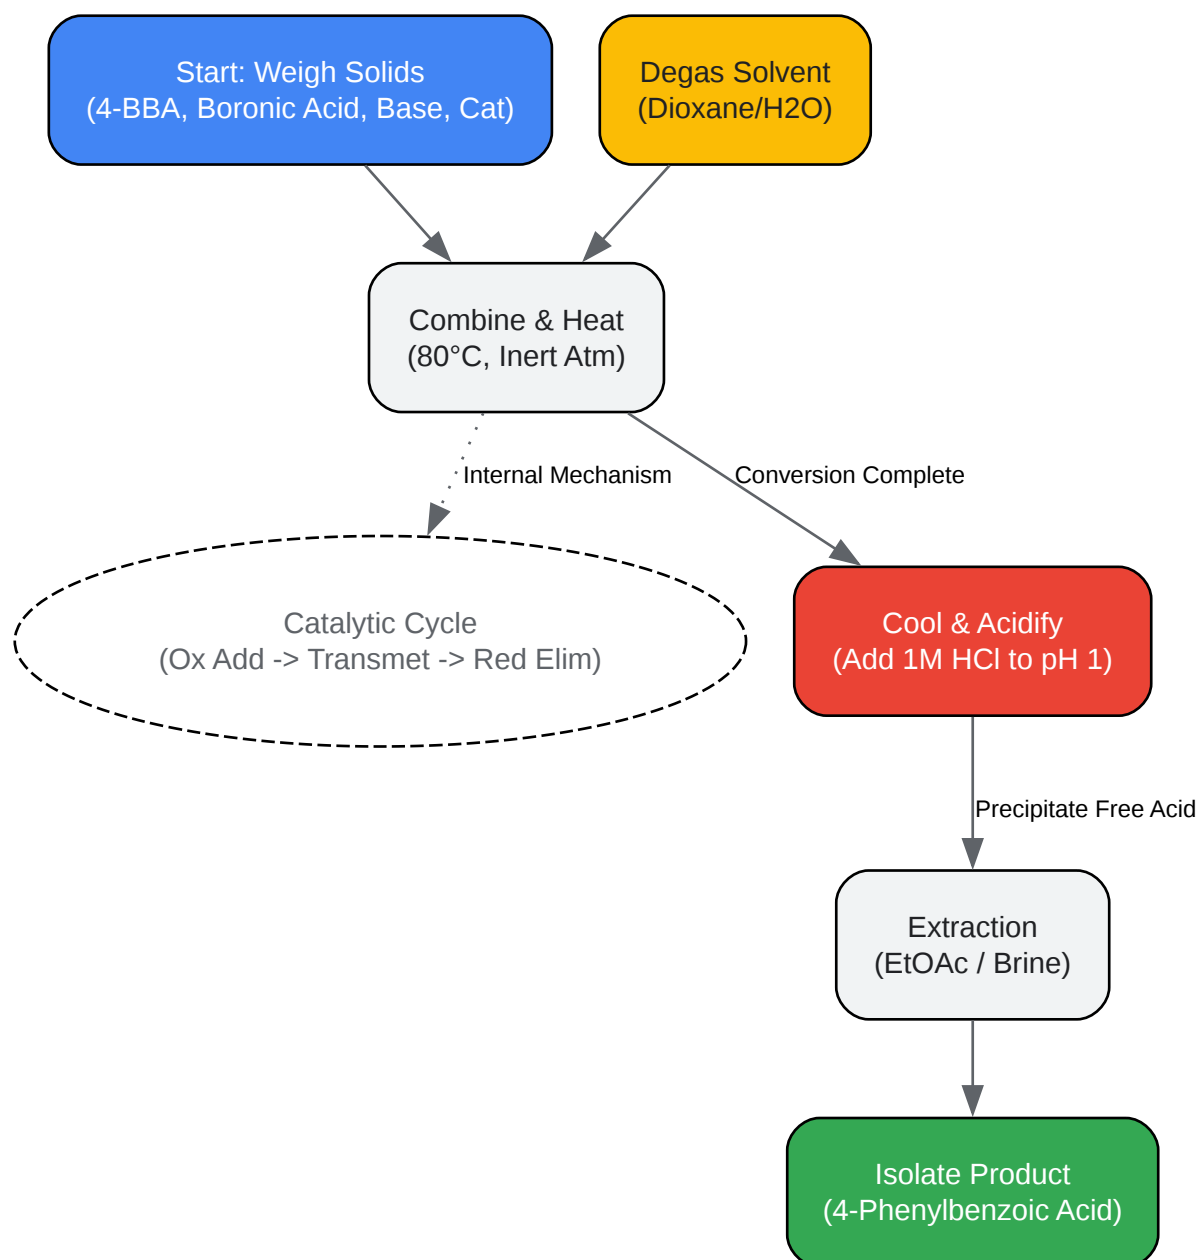 Start: Weigh Solids
(4-BBA, Boronic Acid, Base, Cat)
Degas Solvent
(Dioxane/H2O)
Combine & Heat
(80°C, Inert Atm)
Internal Mechanism
Conversion Complete
Catalytic Cycle
(Ox Add -> Transmet -> Red Elim)
Cool & Acidify
(Add 1M HCl to pH 1)
Precipitate Free Acid
Extraction
(EtOAc / Brine)
Isolate Product
(4-Phenylbenzoic Acid)